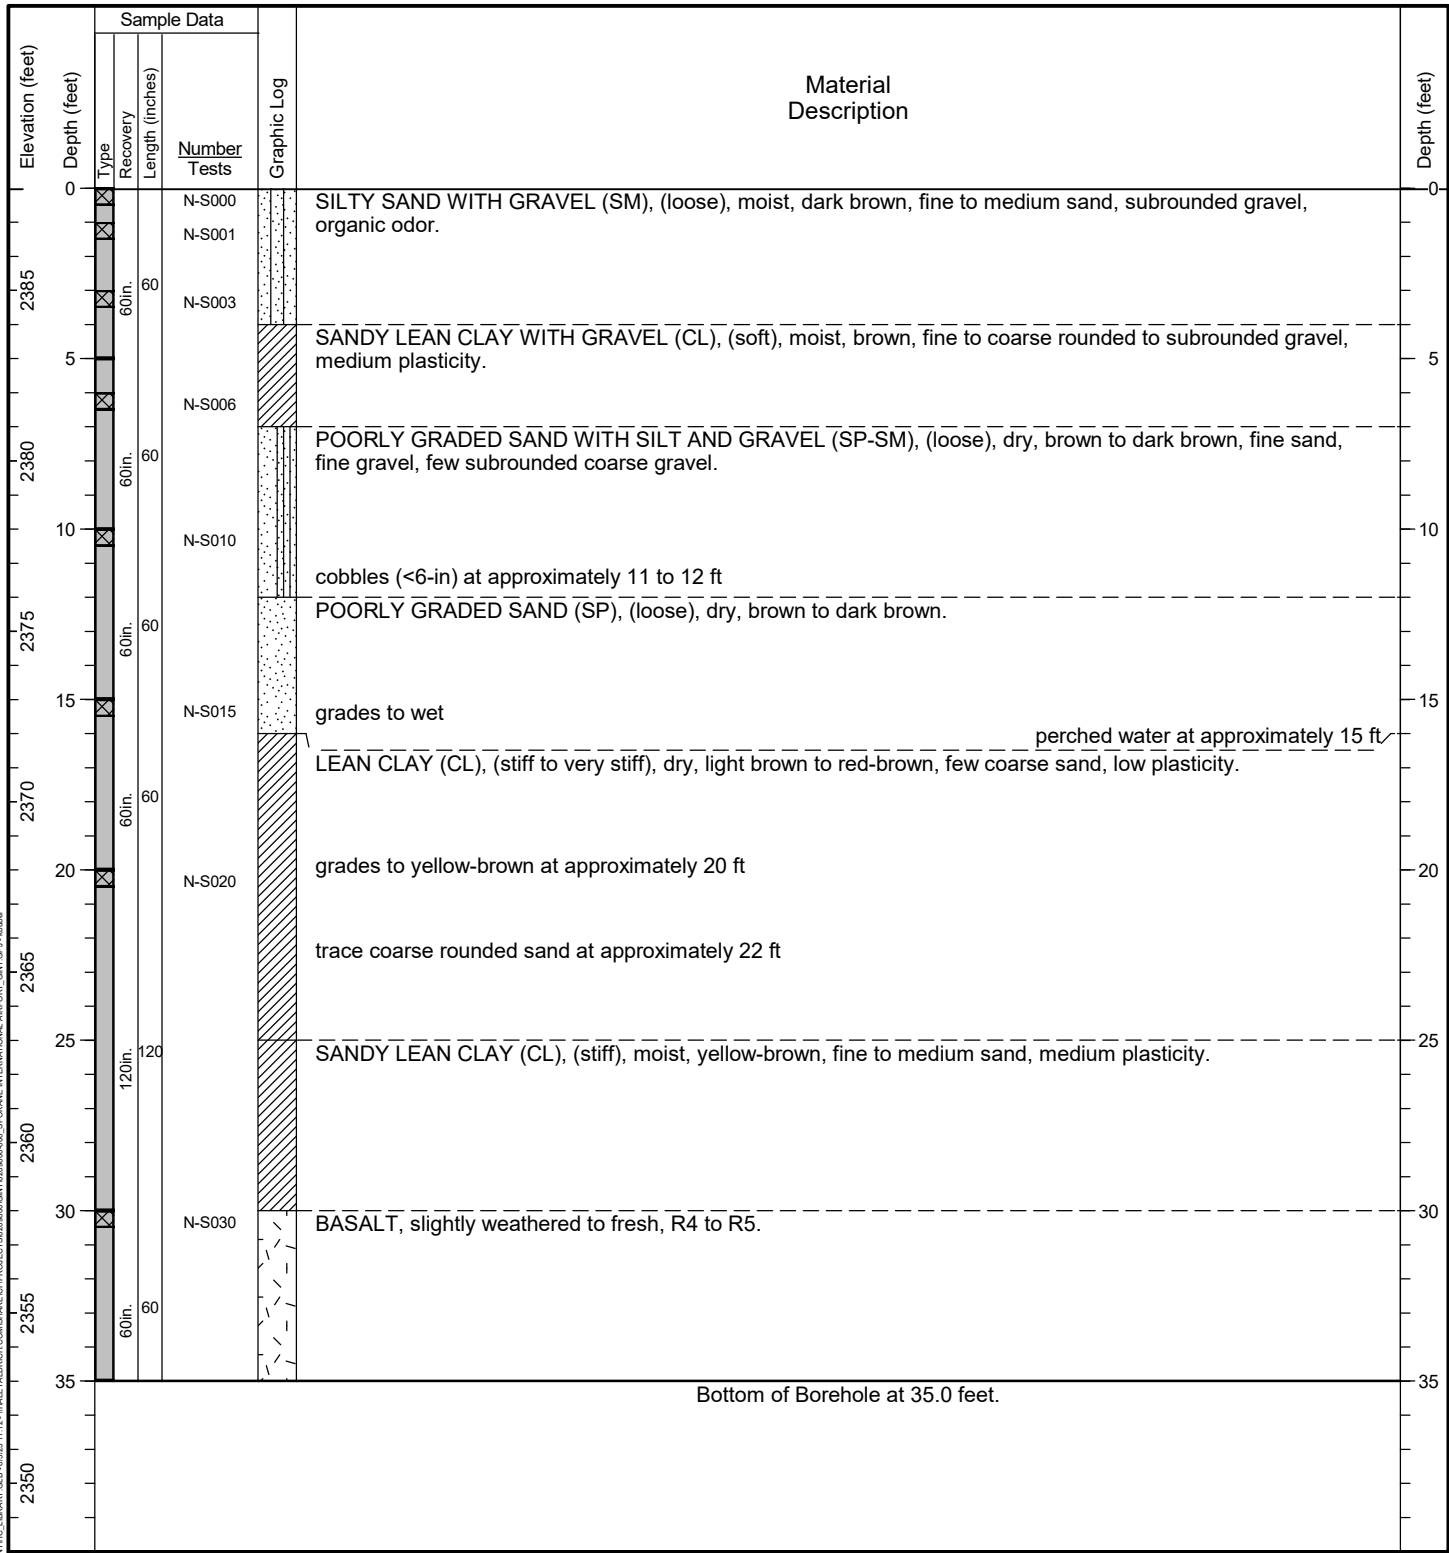 Sample Data
Elevation (feet)
Depth (feet)
Type
Recovery
Length (inches)
Number
Tests
Graphic Log
Material
Description
Depth (feet)
0
N-S000
SILTY SAND WITH GRAVEL (SM), (loose), moist, dark brown, fine to medium sand, subrounded gravel,
organic odor.
0
N-S001
2385
60in.
60
N-S003
SANDY LEAN CLAY WITH GRAVEL (CL), (soft), moist, brown, fine to coarse rounded to subrounded gravel,
medium plasticity.
5
5
N-S006
POORLY GRADED SAND WITH SILT AND GRAVEL (SP-SM), (loose), dry, brown to dark brown, fine sand,
fine gravel, few subrounded coarse gravel.
2380
60in.
60
10
N-S010
10
cobbles (<6-in) at approximately 11 to 12 ft
POORLY GRADED SAND (SP), (loose), dry, brown to dark brown.
2375
60in.
60
15
N-S015
grades to wet
15
perched water at approximately 15 ft
LEAN CLAY (CL), (stiff to very stiff), dry, light brown to red-brown, few coarse sand, low plasticity.
2370
60in.
60
20
N-S020
grades to yellow-brown at approximately 20 ft
20
trace coarse rounded sand at approximately 22 ft
2365
25
25
120in.
120
SANDY LEAN CLAY (CL), (stiff), moist, yellow-brown, fine to medium sand, medium plasticity.
2360
30
N-S030
BASALT, slightly weathered to fresh, R4 to R5.
30
2355
60in.
60
35
35
Bottom of Borehole at 35.0 feet.
2350